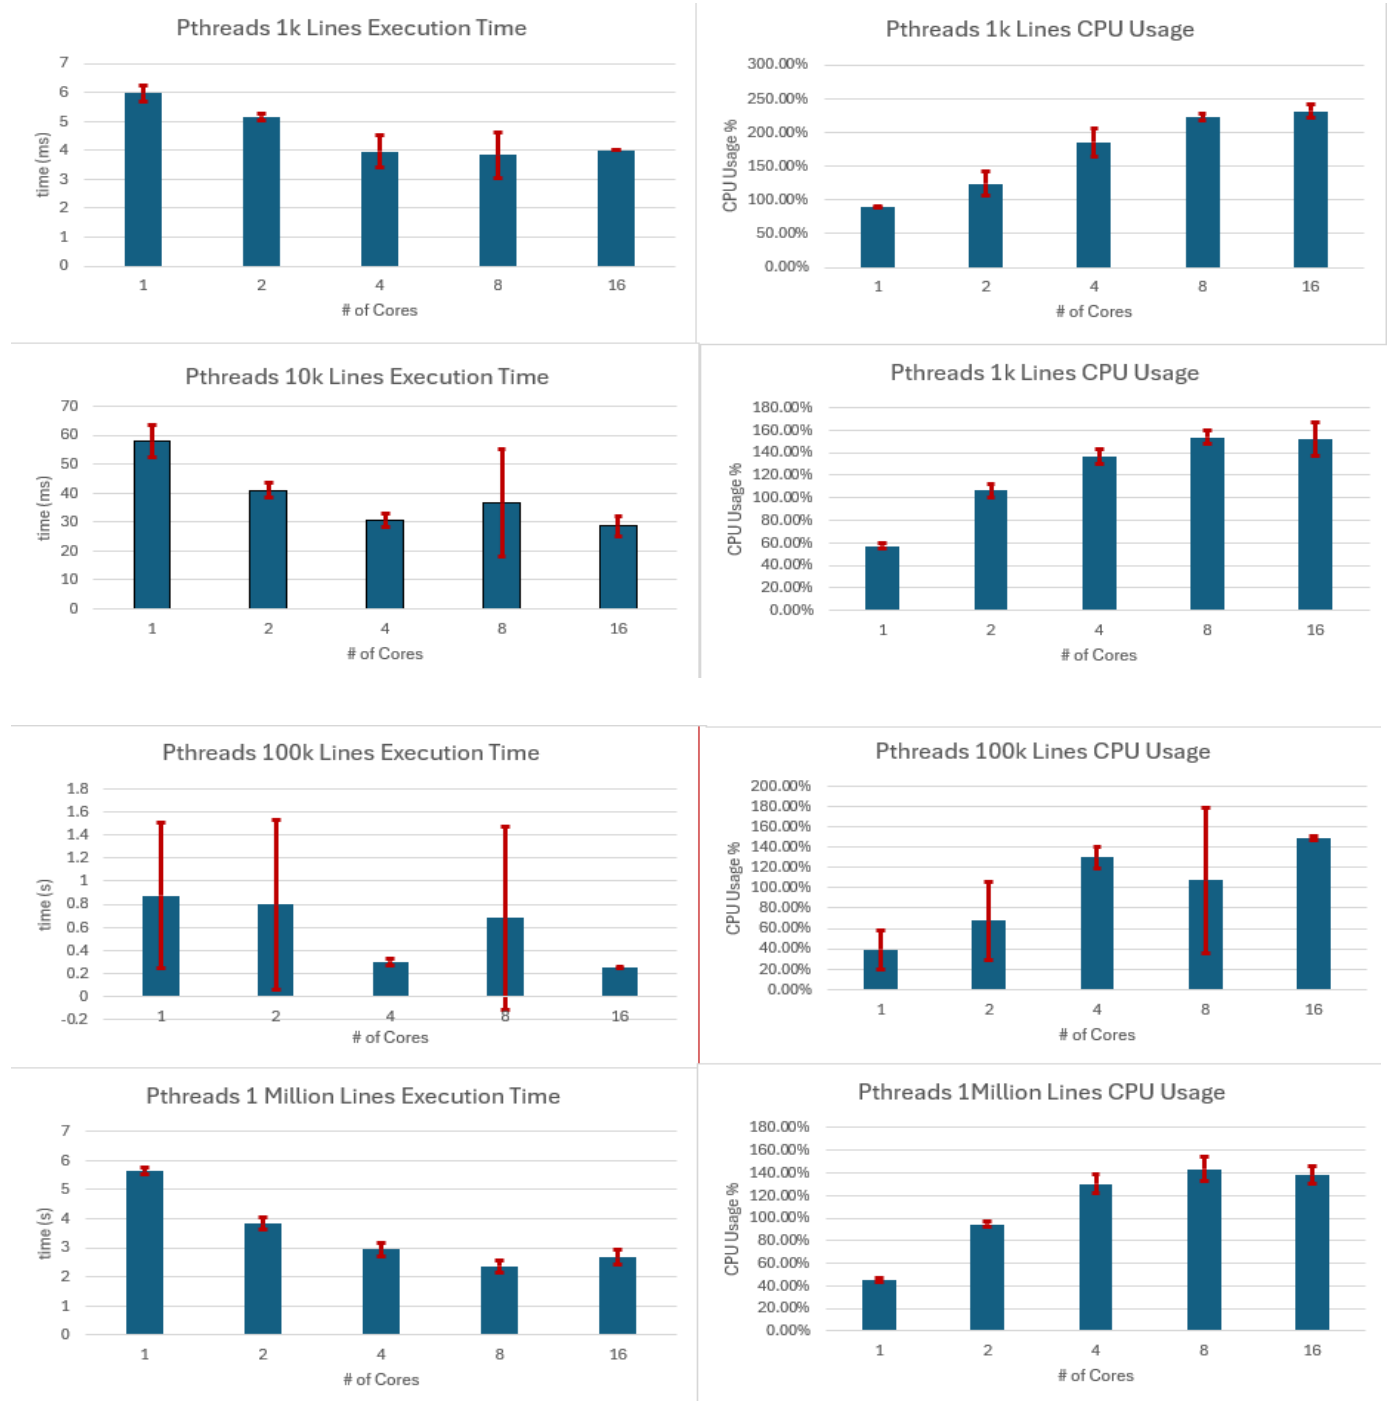 Pthreads 1k Lines Execution Time
7
6
5
4
3
2
1
0
time (ms)
1 2 4 8 16
# of Cores
Pthreads 1k Lines CPU Usage
300.00%
250.00%
200.00%
150.00%
100.00%
50.00%
0.00%
CPU Usage %
1 2 4 8 16
# of Cores
Pthreads 10k Lines Execution Time
70
60
50
40
30
20
10
0
time (ms)
1 2 4 8 16
# of Cores
Pthreads 1k Lines CPU Usage
180.00%
160.00%
140.00%
120.00%
100.00%
80.00%
60.00%
40.00%
20.00%
0.00%
CPU Usage %
1 2 4 8 16
# of Cores
Pthreads 100k Lines Execution Time
1.8
1.6
1.4
1.2
1
0.8
0.6
0.4
0.2
0
-0.2
time (s)
1 2 4 8 16
# of Cores
Pthreads 100k Lines CPU Usage
200.00%
180.00%
160.00%
140.00%
120.00%
100.00%
80.00%
60.00%
40.00%
20.00%
0.00%
CPU Usage %
1 2 4 8 16
# of Cores
Pthreads 1 Million Lines Execution Time
7
6
5
4
3
2
1
0
time (s)
1 2 4 8 16
# of Cores
Pthreads 1Million Lines CPU Usage
180.00%
160.00%
140.00%
120.00%
100.00%
80.00%
60.00%
40.00%
20.00%
0.00%
CPU Usage %
1 2 4 8 16
# of Cores